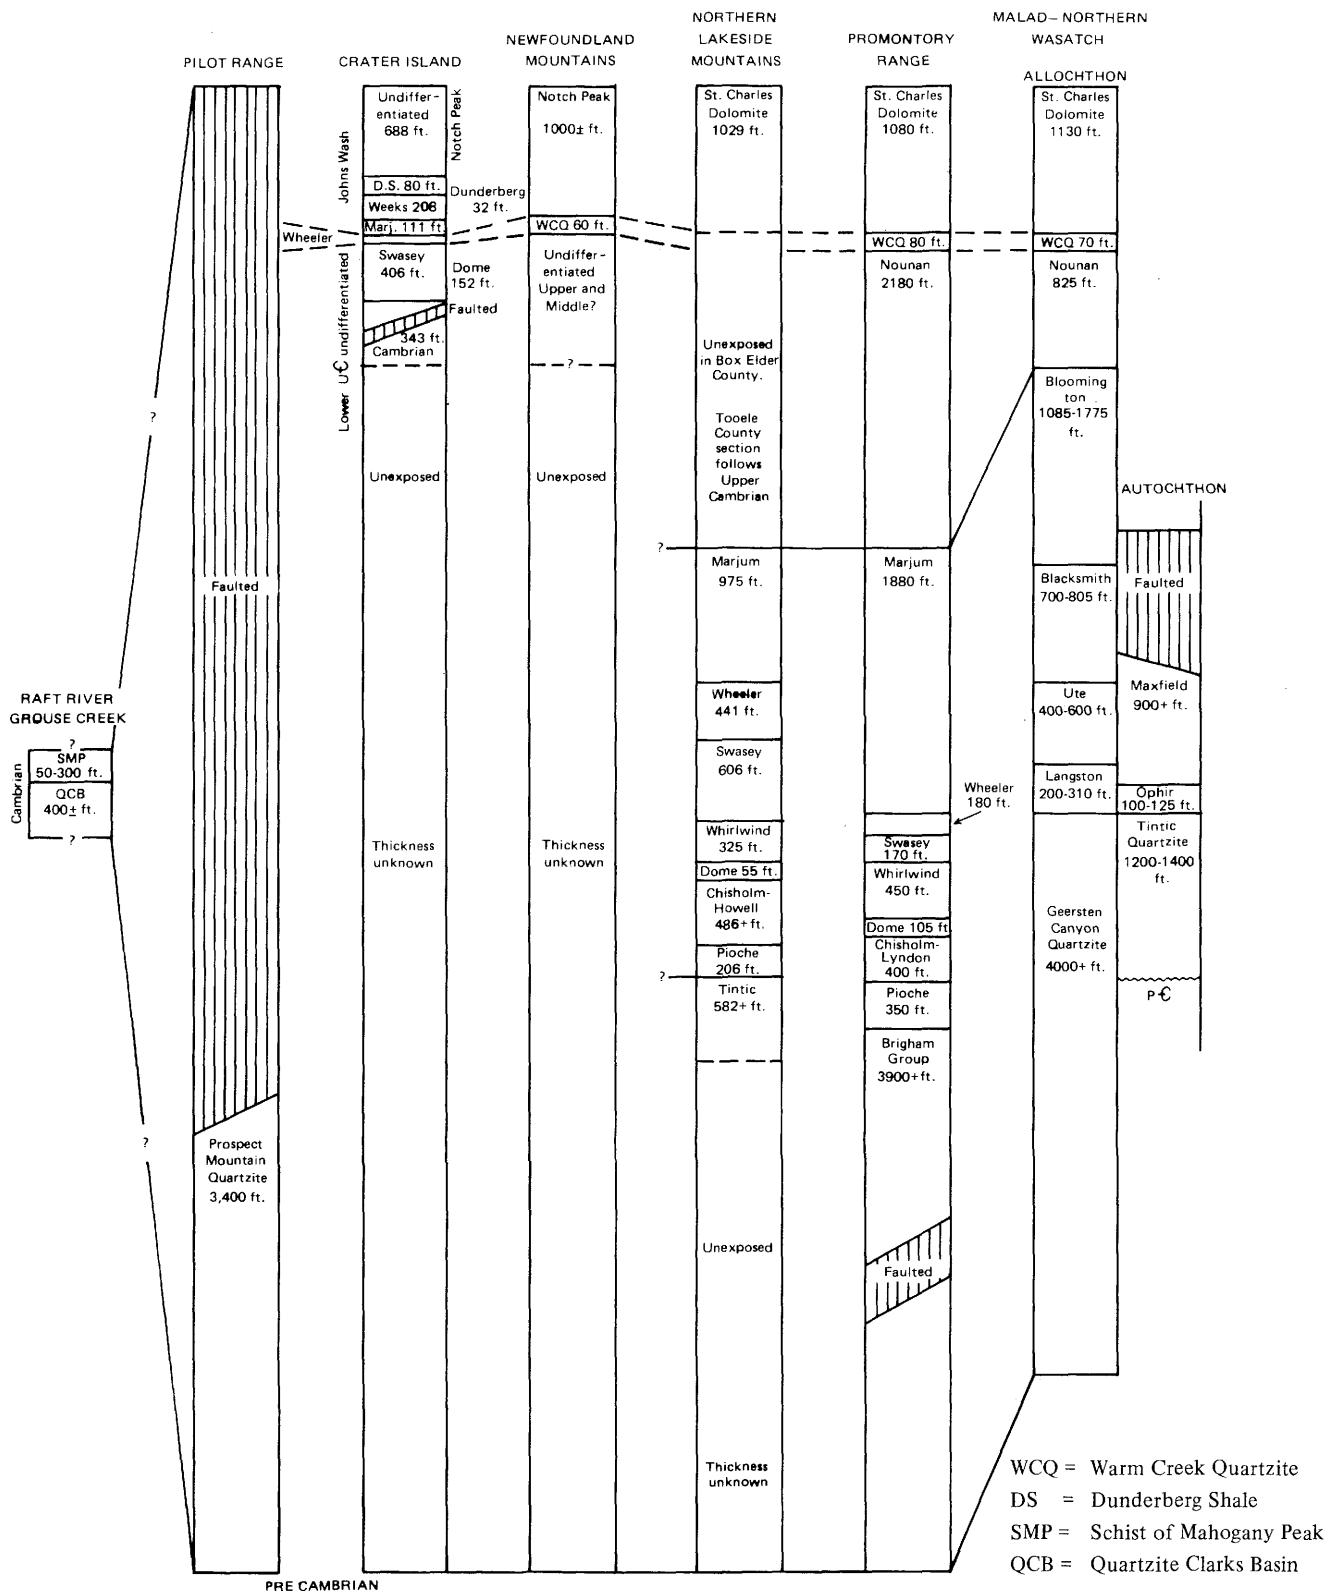 PILOT RANGE
CRATER ISLAND
NEWFOUNDLAND
MOUNTAINS
NORTHERN
LAKESIDE
MOUNTAINS
PROMONTORY
RANGE
MALAD-NORTHERN
WASATCH
ALLOCHTHON
RAFT RIVER
GROUSE CREEK
Cambrian
?
SMP
50-300 ft.
QCB
400± ft.
?
?
?
Faulted
Prospect
Mountain
Quartzite
3,400 ft.
PRE CAMBRIAN
Wheeler
Johns Wash
Lower U€ undifferentiated
Undiffer-
entiated
688 ft.
Notch Peak
D.S. 80 ft.
Weeks 206
Marj. 111 ft.
Dunderberg
32 ft.
Swasey
406 ft.
Dome
152 ft.
Faulted
343 ft.
Cambrian
Unexposed
Thickness
unknown
Notch Peak
1000± ft.
WCQ 60 ft.
Undiffer-
entiated
Upper and
Middle?
?
Unexposed
Thickness
unknown
St. Charles
Dolomite
1029 ft.
Unexposed
in Box Elder
County.
Tooele
County
section
follows
Upper
Cambrian
?
Marjum
975 ft.
Wheeler
441 ft.
Swasey
606 ft.
Whirlwind
325 ft.
Dome 55 ft.
Chisholm-
Howell
486+ ft.
Pioche
206 ft.
?
Tintic
582+ ft.
Unexposed
Thickness
unknown
St. Charles
Dolomite
1080 ft.
WCQ 80 ft.
Nounan
2180 ft.
Marjum
1880 ft.
Wheeler
180 ft.
Swasey
170 ft.
Whirlwind
450 ft.
Dome 105 ft
Chisholm-
Lyndon
400 ft.
Pioche
350 ft.
Brigham
Group
3900+ft.
Faulted
St. Charles
Dolomite
1130 ft.
WCQ 70 ft.
Nounan
825 ft.
Blooming
ton
1085-1775
ft.
Blacksmith
700-805 ft.
Ute
400-600 ft.
Langston
200-310 ft.
Geersten
Canyon
Quartzite
4000+ ft.
AUTOCHTHON
Faulted
Maxfield
900+ ft.
Ophir
100-125 ft.
Tintic
Quartzite
1200-1400
ft.
P€
WCQ = Warm Creek Quartzite
DS = Dunderberg Shale
SMP = Schist of Mahogany Peak
QCB = Quartzite Clarks Basin